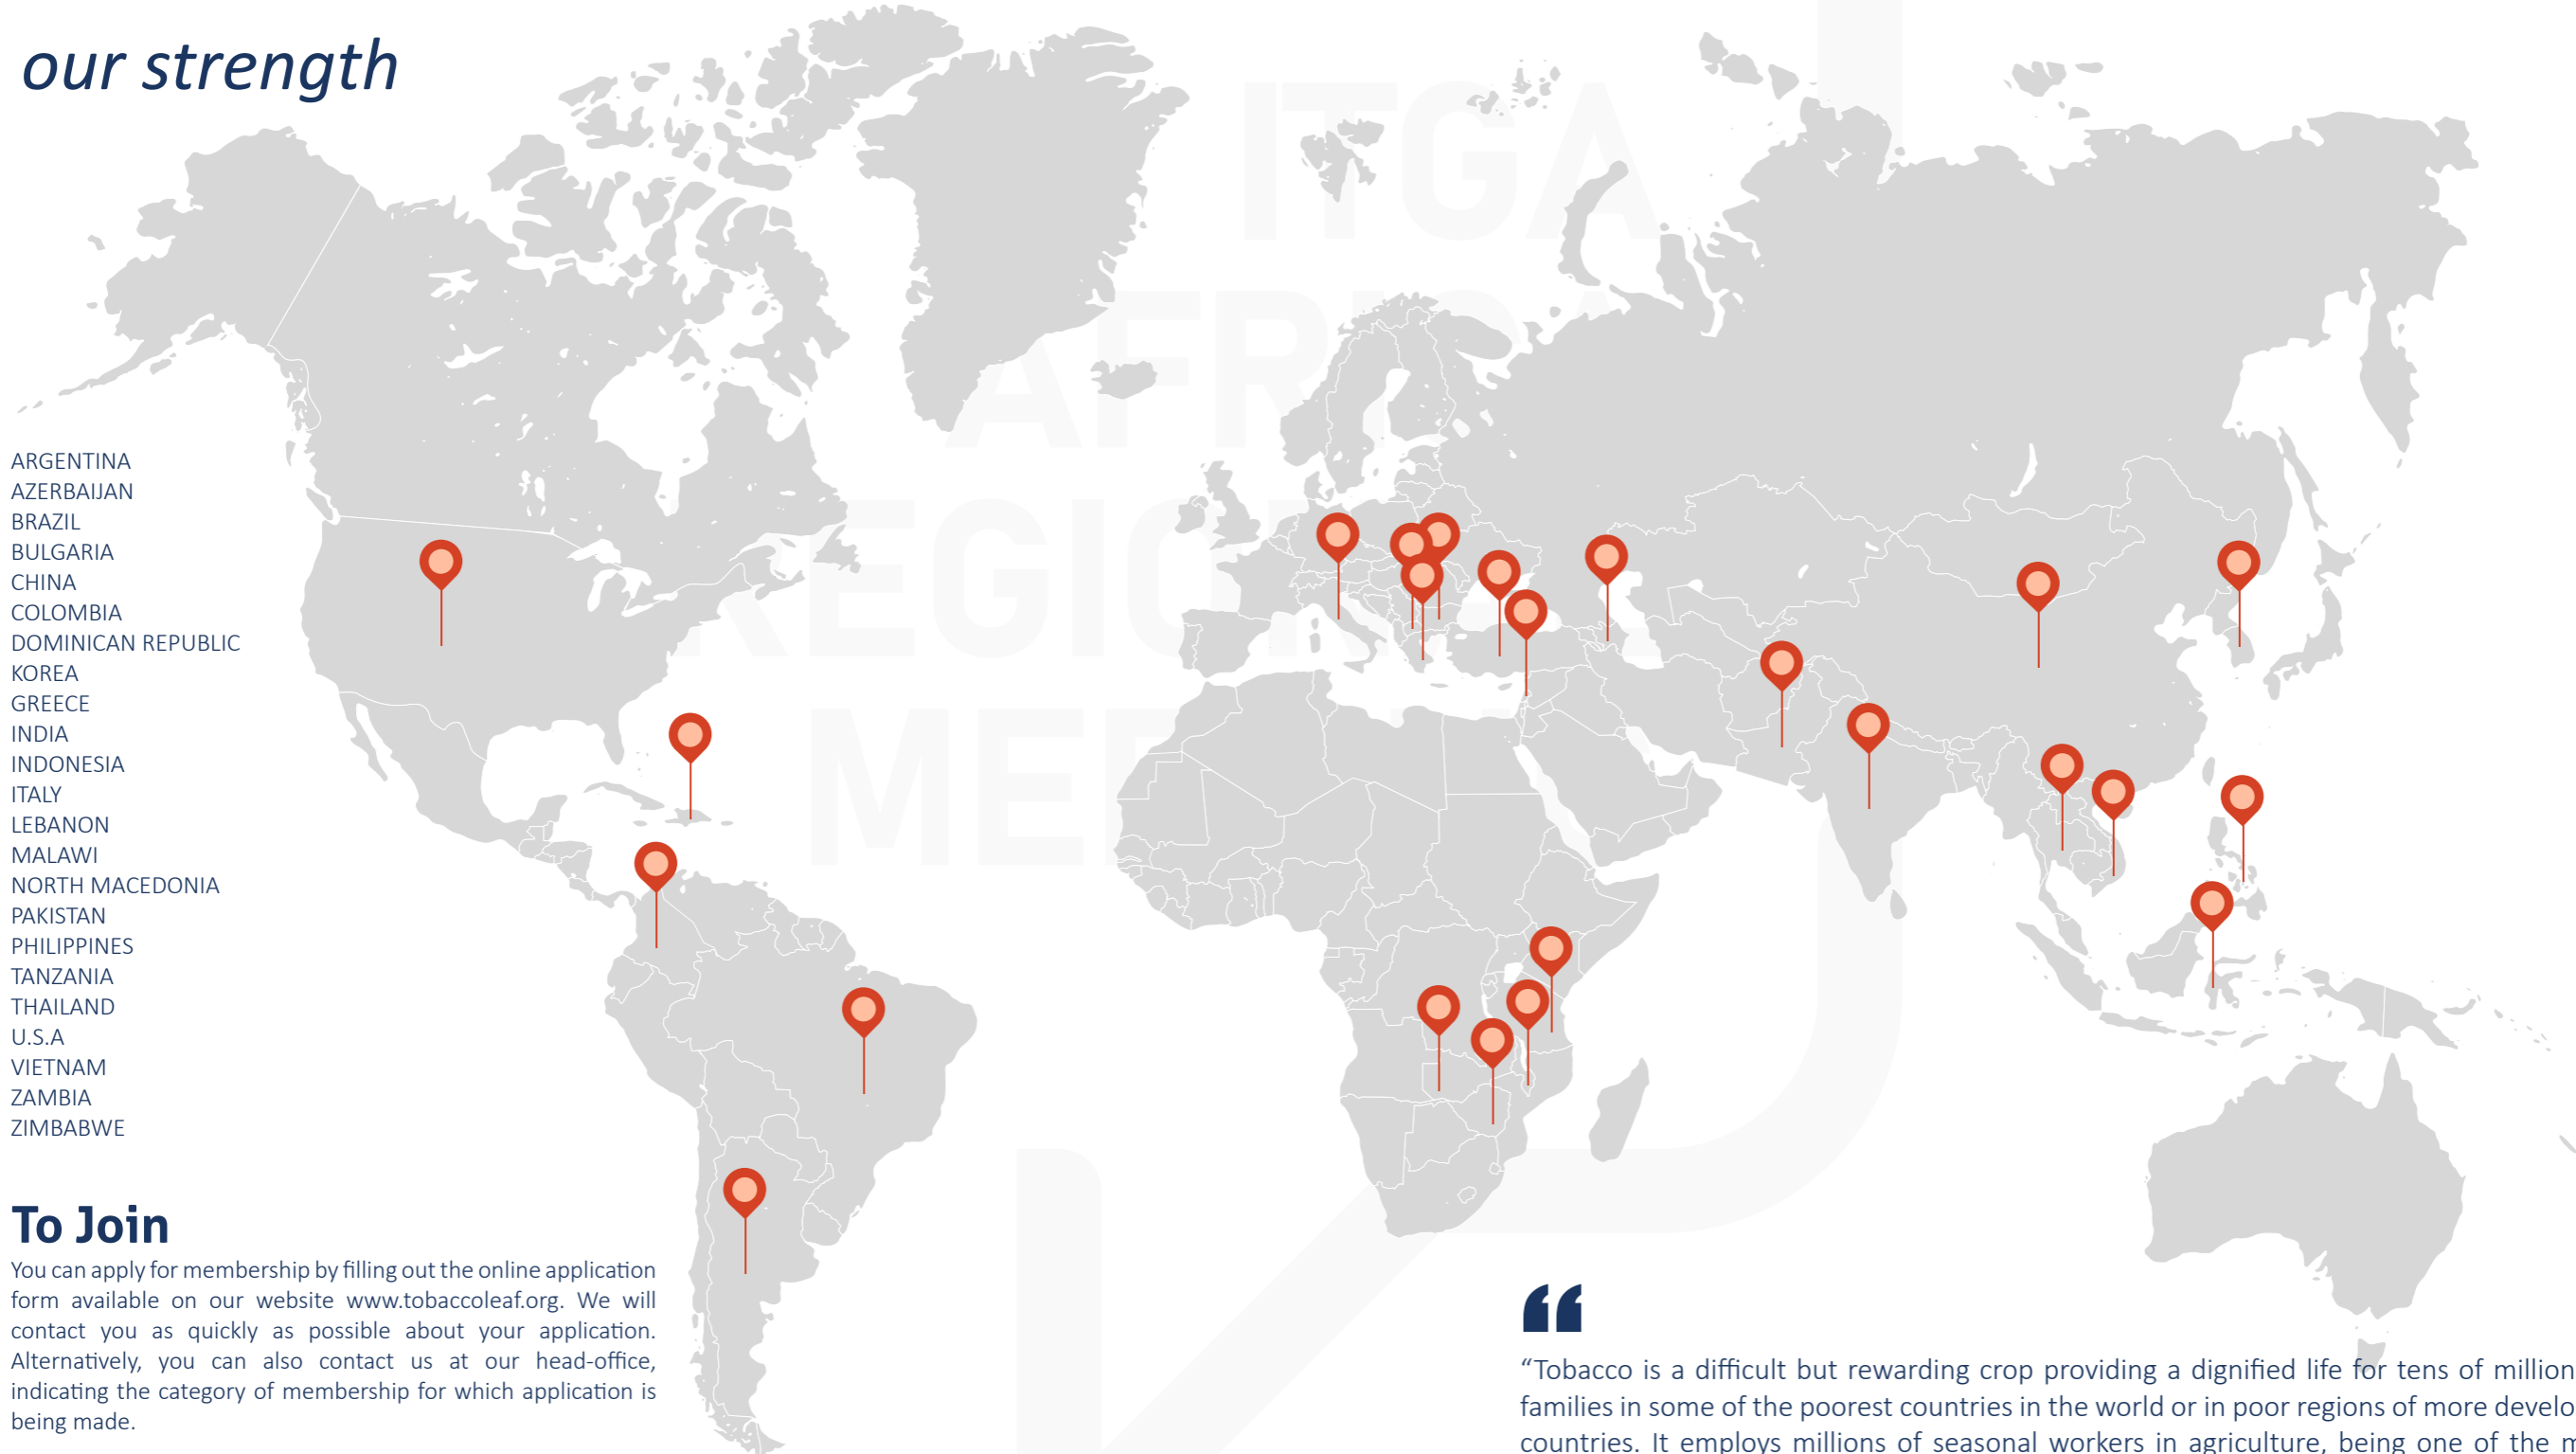 our strength
ITGA
AFRICA
REGIONAL
ARGENTINA
AZERBAIJAN
BRAZIL
BULGARIA
CHINA
COLOMBIA
DOMINICAN REPUBLIC
KOREA
GREECE
INDIA
INDONESIA
ITALY
LEBANON
MALAWI
NORTH MACEDONIA
PAKISTAN
PHILIPPINES
TANZANIA
THAILAND
U.S.A
VIETNAM
ZAMBIA
ZIMBABWE
To Join
You can apply for membership by filling out the online application
form available on our website www.tobaccoleaf.org. We will
contact you as quickly as possible about your application.
Alternatively, you can also contact us at our head-office,
indicating the category of membership for which application is
being made.
“Tobacco is a difficult but rewarding crop providing a dignified life for tens of million
families in some of the poorest countries in the world or in poor regions of more develo
countries. It employs millions of seasonal workers in agriculture, being one of the m